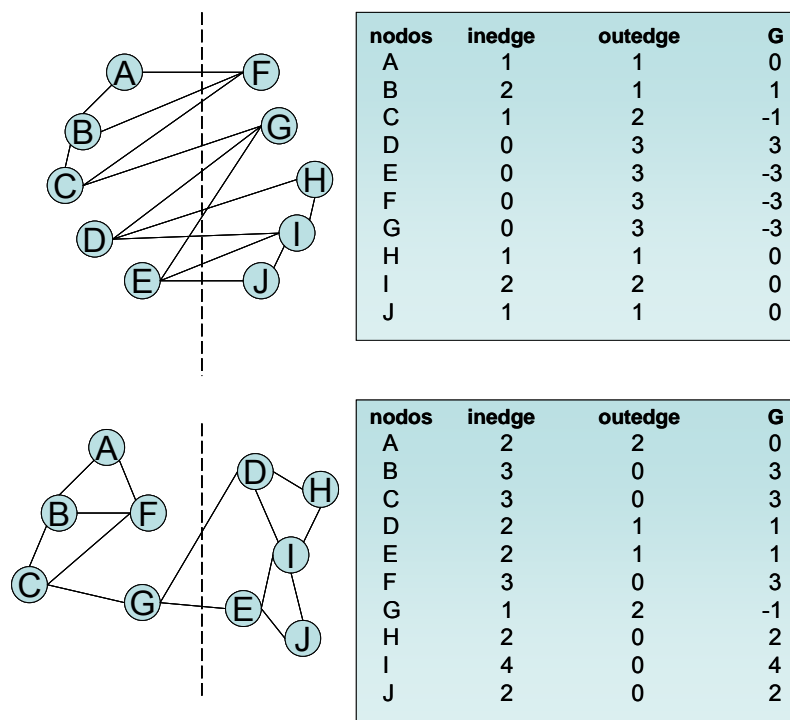 A
F
B
G
C
H
D
I
E
J
nodos inedge outedge G
A 1 1 0
B 2 1 1
C 1 2 -1
D 0 3 3
E 0 3 -3
F 0 3 -3
G 0 3 -3
H 1 1 0
I 2 2 0
J 1 1 0
A
D
H
B
F
I
C
G
E
J
nodos inedge outedge G
A 2 2 0
B 3 0 3
C 3 0 3
D 2 1 1
E 2 1 1
F 3 0 3
G 1 2 -1
H 2 0 2
I 4 0 4
J 2 0 2